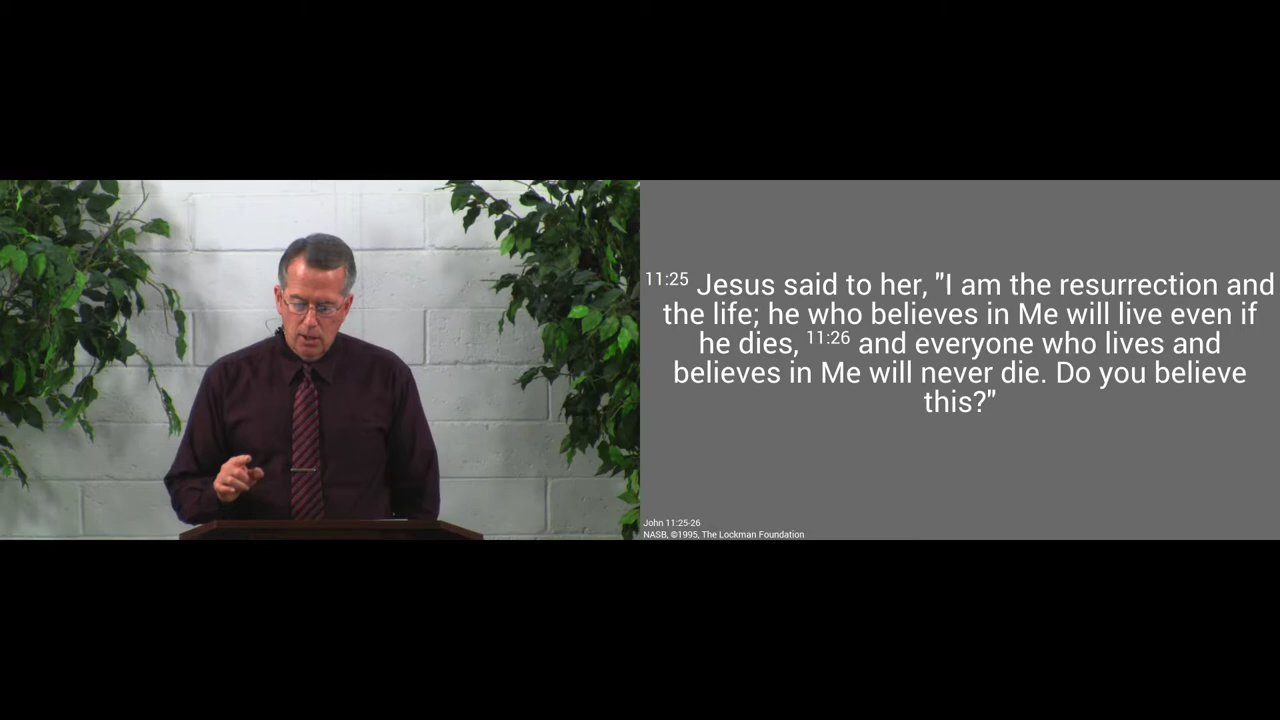 11:25 Jesus said to her, "I am the resurrection and
the life; he who believes in Me will live even if
he dies, 11:26 and everyone who lives and
believes in Me will never die. Do you believe
this?"
John 11:25-26
NASB, ©1995, The Lockman Foundation